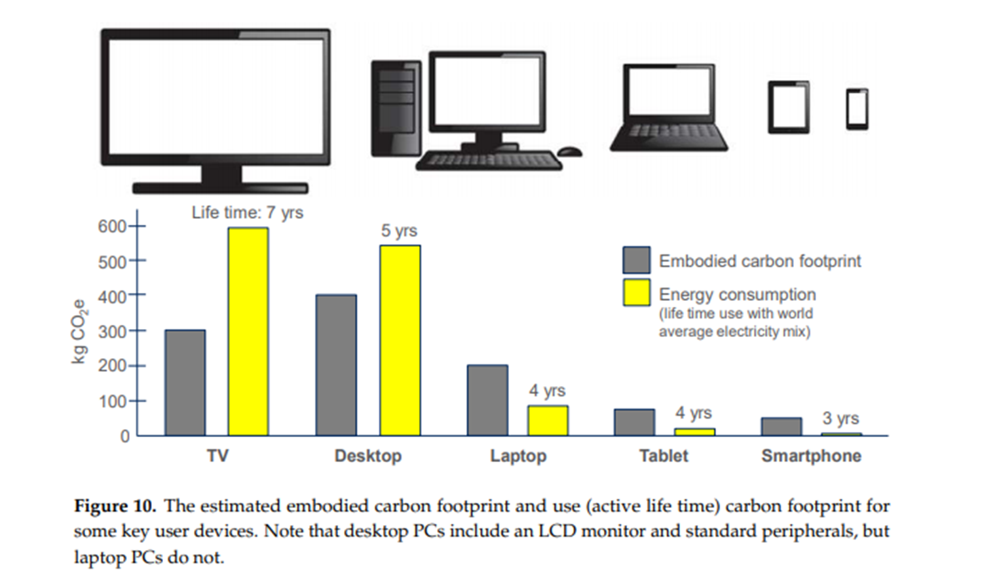 Life time: 7 yrs
5 yrs
4 yrs
4 yrs
3 yrs
600
500
400
300
200
100
0
kg CO₂e
Embodied carbon footprint
Energy consumption
(life time use with world
average electricity mix)
TV
Desktop
Laptop
Tablet
Smartphone
Figure 10. The estimated embodied carbon footprint and use (active life time) carbon footprint for
some key user devices. Note that desktop PCs include an LCD monitor and standard peripherals, but
laptop PCs do not.